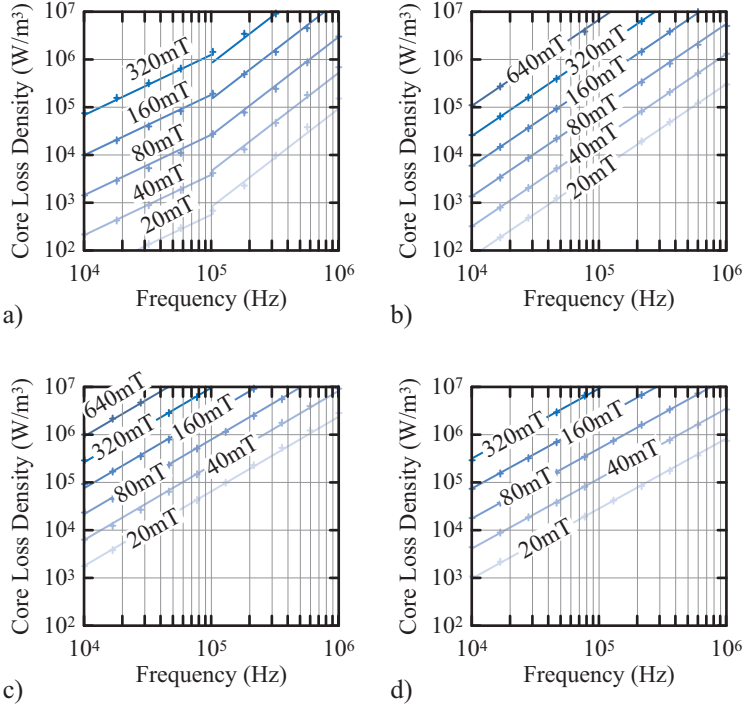 10⁷
10⁶
10⁵
10⁴
10³
10²
Core Loss Density (W/m³)
320mT
160mT
80mT
40mT
20mT
10⁴
10⁵
10⁶
Frequency (Hz)
a)
10⁷
10⁶
10⁵
10⁴
10³
10²
Core Loss Density (W/m³)
640mT
320mT
160mT
80mT
40mT
20mT
10⁴
10⁵
10⁶
Frequency (Hz)
b)
10⁷
10⁶
10⁵
10⁴
10³
10²
Core Loss Density (W/m³)
640mT
320mT
160mT
80mT
40mT
20mT
10⁴
10⁵
10⁶
Frequency (Hz)
c)
10⁷
10⁶
10⁵
10⁴
10³
10²
Core Loss Density (W/m³)
320mT
160mT
80mT
40mT
20mT
10⁴
10⁵
10⁶
Frequency (Hz)
d)